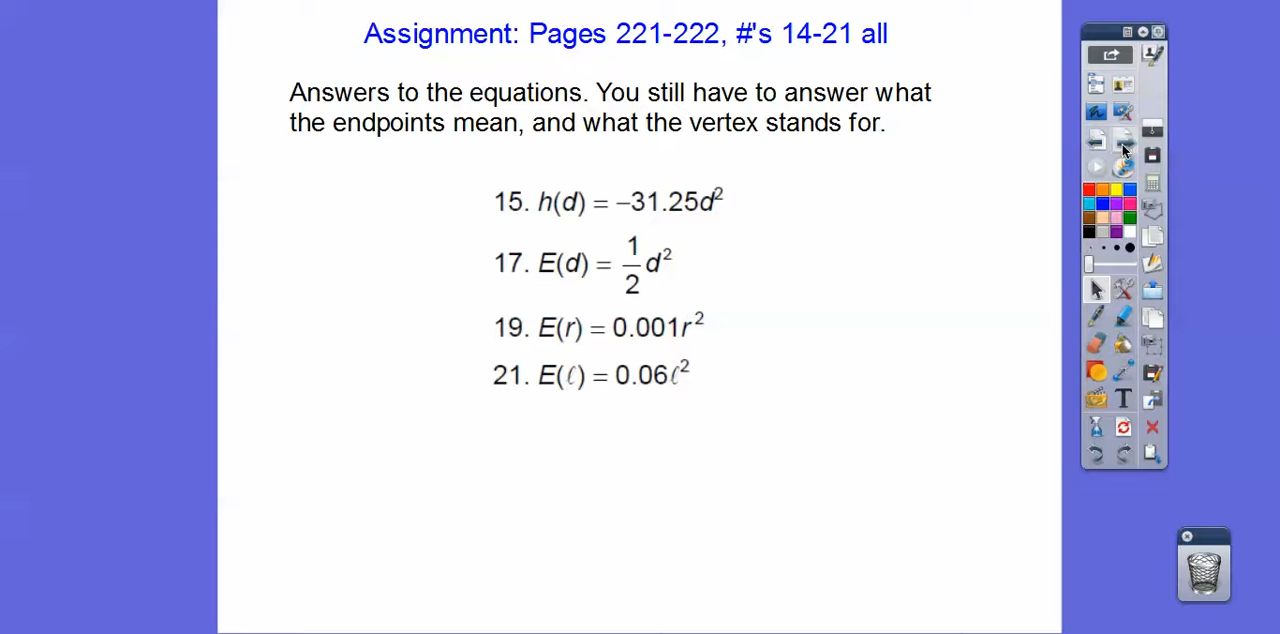 Assignment: Pages 221-222, #'s 14-21 all
Answers to the equations. You still have to answer what
the endpoints mean, and what the vertex stands for.
15. h(d) = −31.25d²
17. E(d) = 1/2 d²
19. E(r) = 0.001r²
21. E(ℓ) = 0.06ℓ²